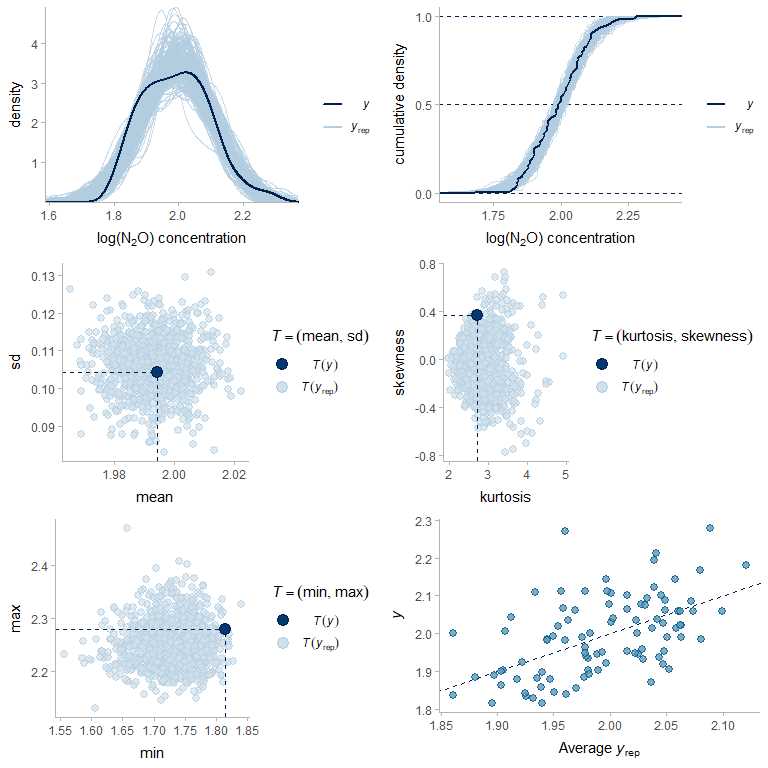 density
4
3
2
1
1.6 1.8 2.0 2.2
log(N₂O) concentration
y
yrep
cumulative density
1.0
0.5
0.0
1.75 2.00 2.25
log(N₂O) concentration
y
yrep
sd
0.13
0.12
0.11
0.10
0.09
1.98 2.00 2.02
mean
T = (mean, sd)
T(y)
T(yrep)
skewness
0.8
0.4
0.0
-0.4
-0.8
2 3 4 5
kurtosis
T = (kurtosis, skewness)
T(y)
T(yrep)
max
2.4
2.3
2.2
1.55 1.60 1.65 1.70 1.75 1.80 1.85
min
T = (min, max)
T(y)
T(yrep)
y
2.3
2.2
2.1
2.0
1.9
1.8
1.85 1.90 1.95 2.00 2.05 2.10
Average yrep